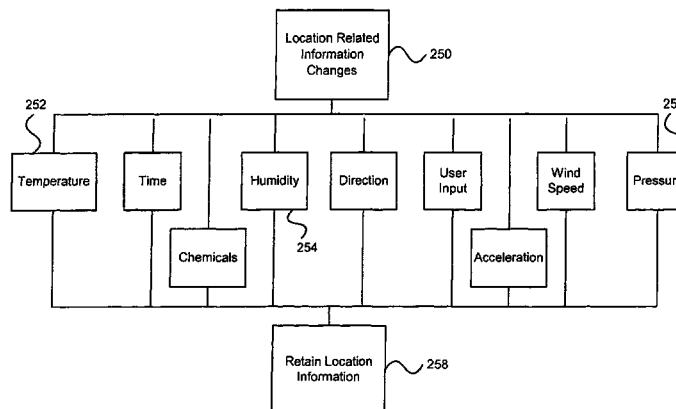 Location Related
Information
Changes
250
252
Temperature
Time
Humidity
Direction
User
Input
Wind
Speed
254
Chemicals
Acceleration
Retain Location
Information
258